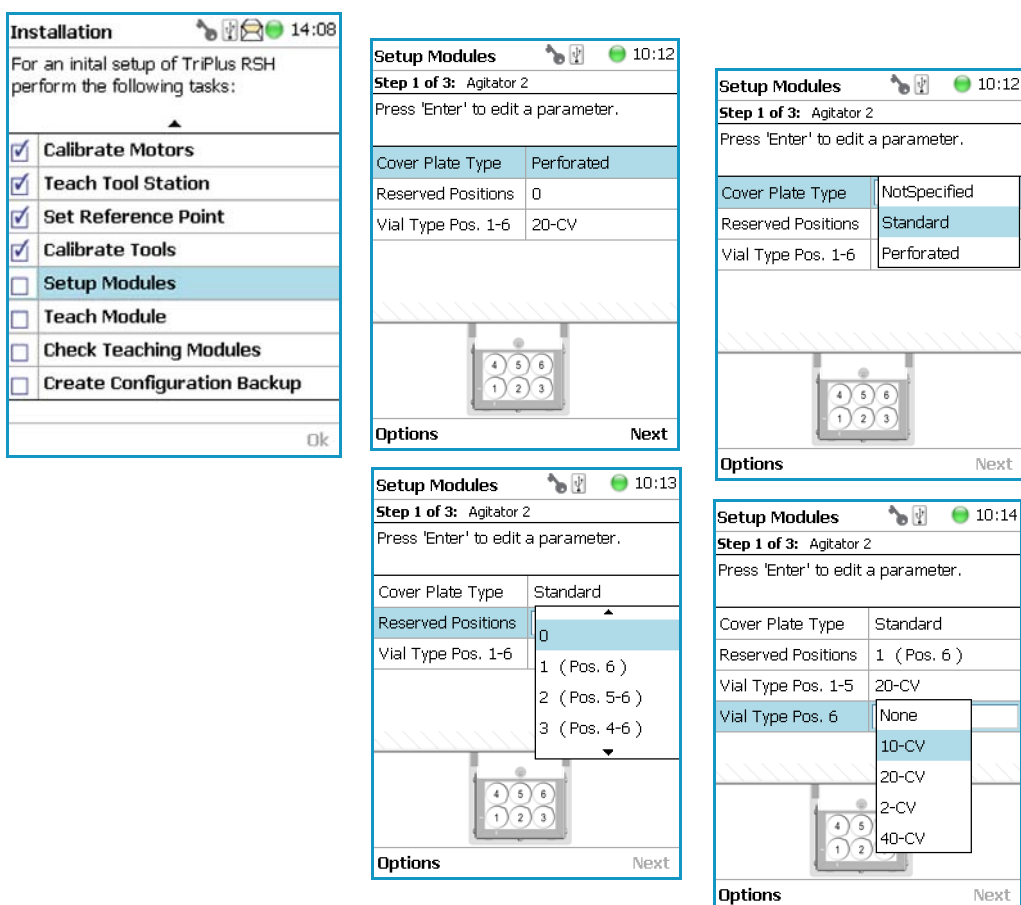 Installation 14:08
For an inital setup of TriPlus RSH
perform the following tasks:
Calibrate Motors
Teach Tool Station
Set Reference Point
Calibrate Tools
Setup Modules
Teach Module
Check Teaching Modules
Create Configuration Backup
Ok
Setup Modules 10:12
Step 1 of 3: Agitator 2
Press 'Enter' to edit a parameter.
Cover Plate Type Perforated
Reserved Positions 0
Vial Type Pos. 1-6 20-CV
4 5 6
1 2 3
Options Next
Setup Modules 10:12
Step 1 of 3: Agitator 2
Press 'Enter' to edit a parameter.
Cover Plate Type NotSpecified
Reserved Positions Standard
Vial Type Pos. 1-6 Perforated
4 5 6
1 2 3
Options Next
Setup Modules 10:13
Step 1 of 3: Agitator 2
Press 'Enter' to edit a parameter.
Cover Plate Type Standard
Reserved Positions
0
Vial Type Pos. 1-6
1 ( Pos. 6 )
2 ( Pos. 5-6 )
3 ( Pos. 4-6 )
4 5 6
1 2 3
Options Next
Setup Modules 10:14
Step 1 of 3: Agitator 2
Press 'Enter' to edit a parameter.
Cover Plate Type Standard
Reserved Positions 1 ( Pos. 6 )
Vial Type Pos. 1-5 20-CV
Vial Type Pos. 6 None
10-CV
20-CV
2-CV
40-CV
4 5
1 2
Options Next